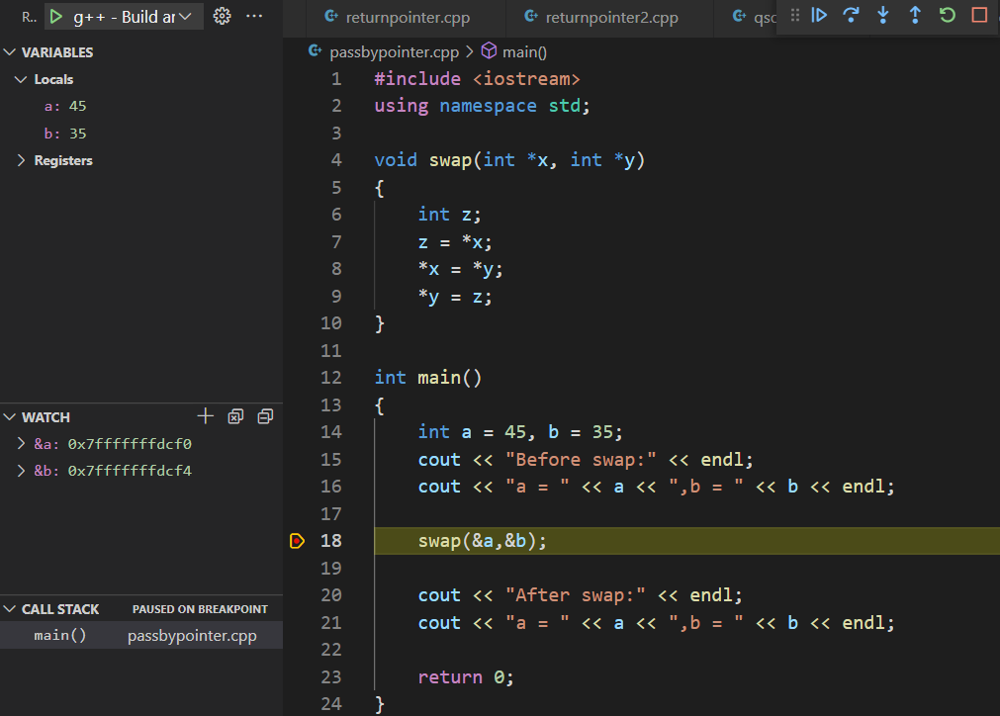 R.. g++ - Build ar
returnpointer.cpp returnpointer2.cpp qsc
VARIABLES
Locals
a: 45
b: 35
Registers
WATCH
&a: 0x7fffffffdcf0
&b: 0x7fffffffdcf4
CALL STACK PAUSED ON BREAKPOINT
main() passbypointer.cpp
passbypointer.cpp > main()
1 #include <iostream>
2 using namespace std;
3
4 void swap(int *x, int *y)
5 {
6 int z;
7 z = *x;
8 *x = *y;
9 *y = z;
10 }
11
12 int main()
13 {
14 int a = 45, b = 35;
15 cout << "Before swap:" << endl;
16 cout << "a = " << a << ",b = " << b << endl;
17
18 swap(&a,&b);
19
20 cout << "After swap:" << endl;
21 cout << "a = " << a << ",b = " << b << endl;
22
23 return 0;
24 }